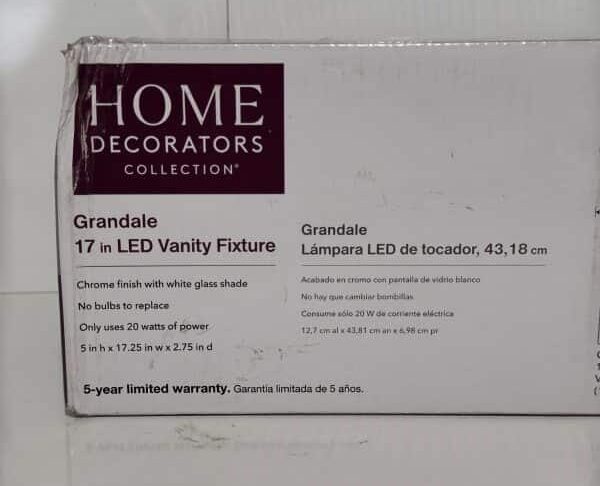 HOME
DECORATORS
COLLECTION®
Grandale
17 in LED Vanity Fixture
Chrome finish with white glass shade
No bulbs to replace
Only uses 20 watts of power
5 in h x 17.25 in w x 2.75 in d
Grandale
Lámpara LED de tocador, 43,18 cm
Acabado en cromo con pantalla de vidrio blanco
No hay que cambiar bombillas
Consume sólo 20 W de corriente eléctrica
12,7 cm al x 43,81 cm an x 6,98 cm pr
5-year limited warranty. Garantía limitada de 5 años.